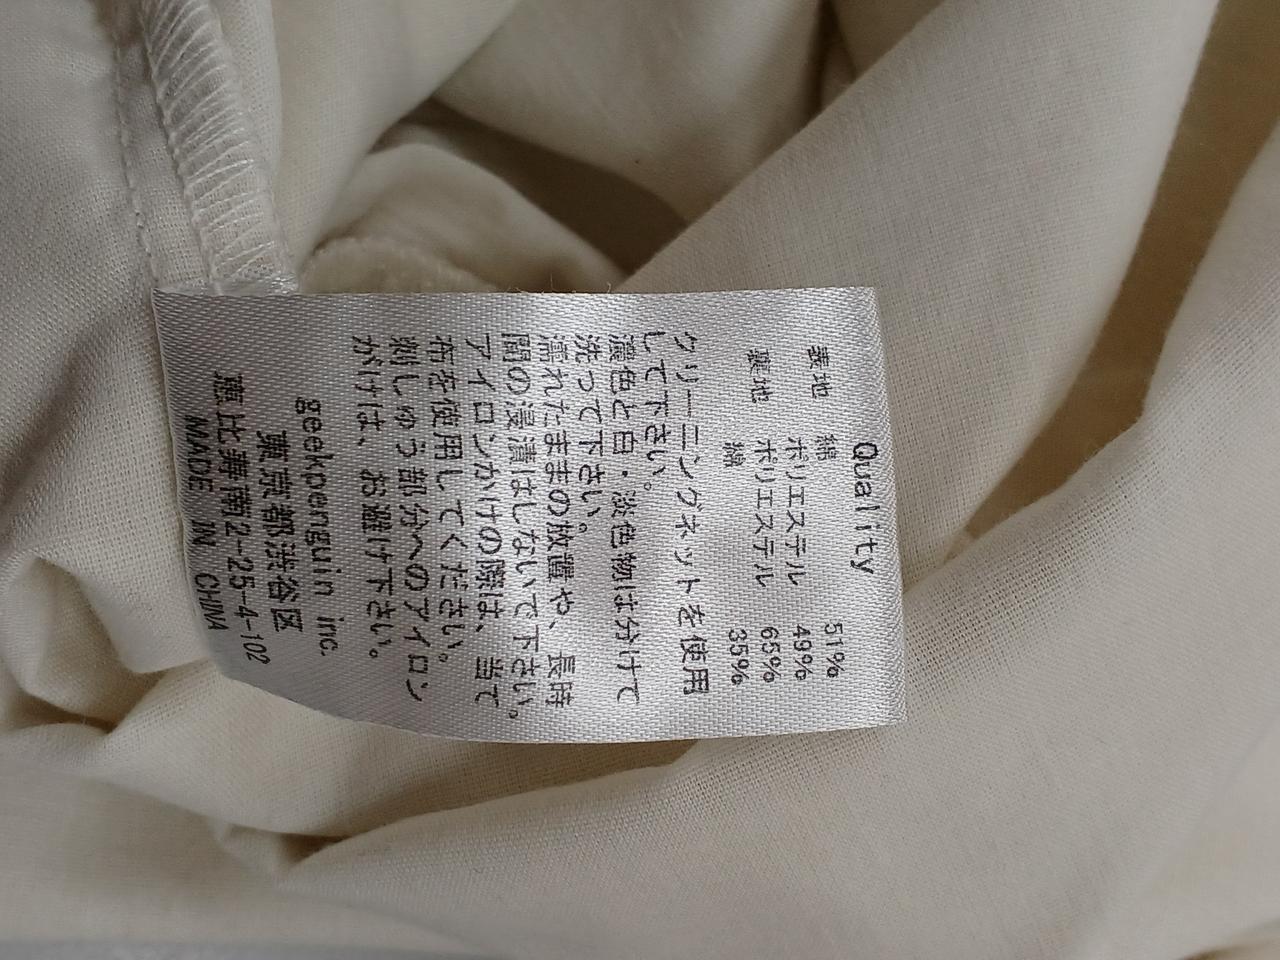 Quality
表地 綿 51%
ポリエステル 49%
裏地 ポリエステル 65%
綿 35%
クリーニングネットを使用
して下さい。
濃色と白・淡色物は分けて
洗って下さい。
濡れたままの放置や、長時
間の浸漬はしないで下さい。
アイロンがけの際は、当て
布を使用してください。
刺しゅう部分へのアイロン
がけは、お避け下さい。
geekpenguin inc.
東京都渋谷区
恵比寿南2-25-4-102
MADE IN CHINA